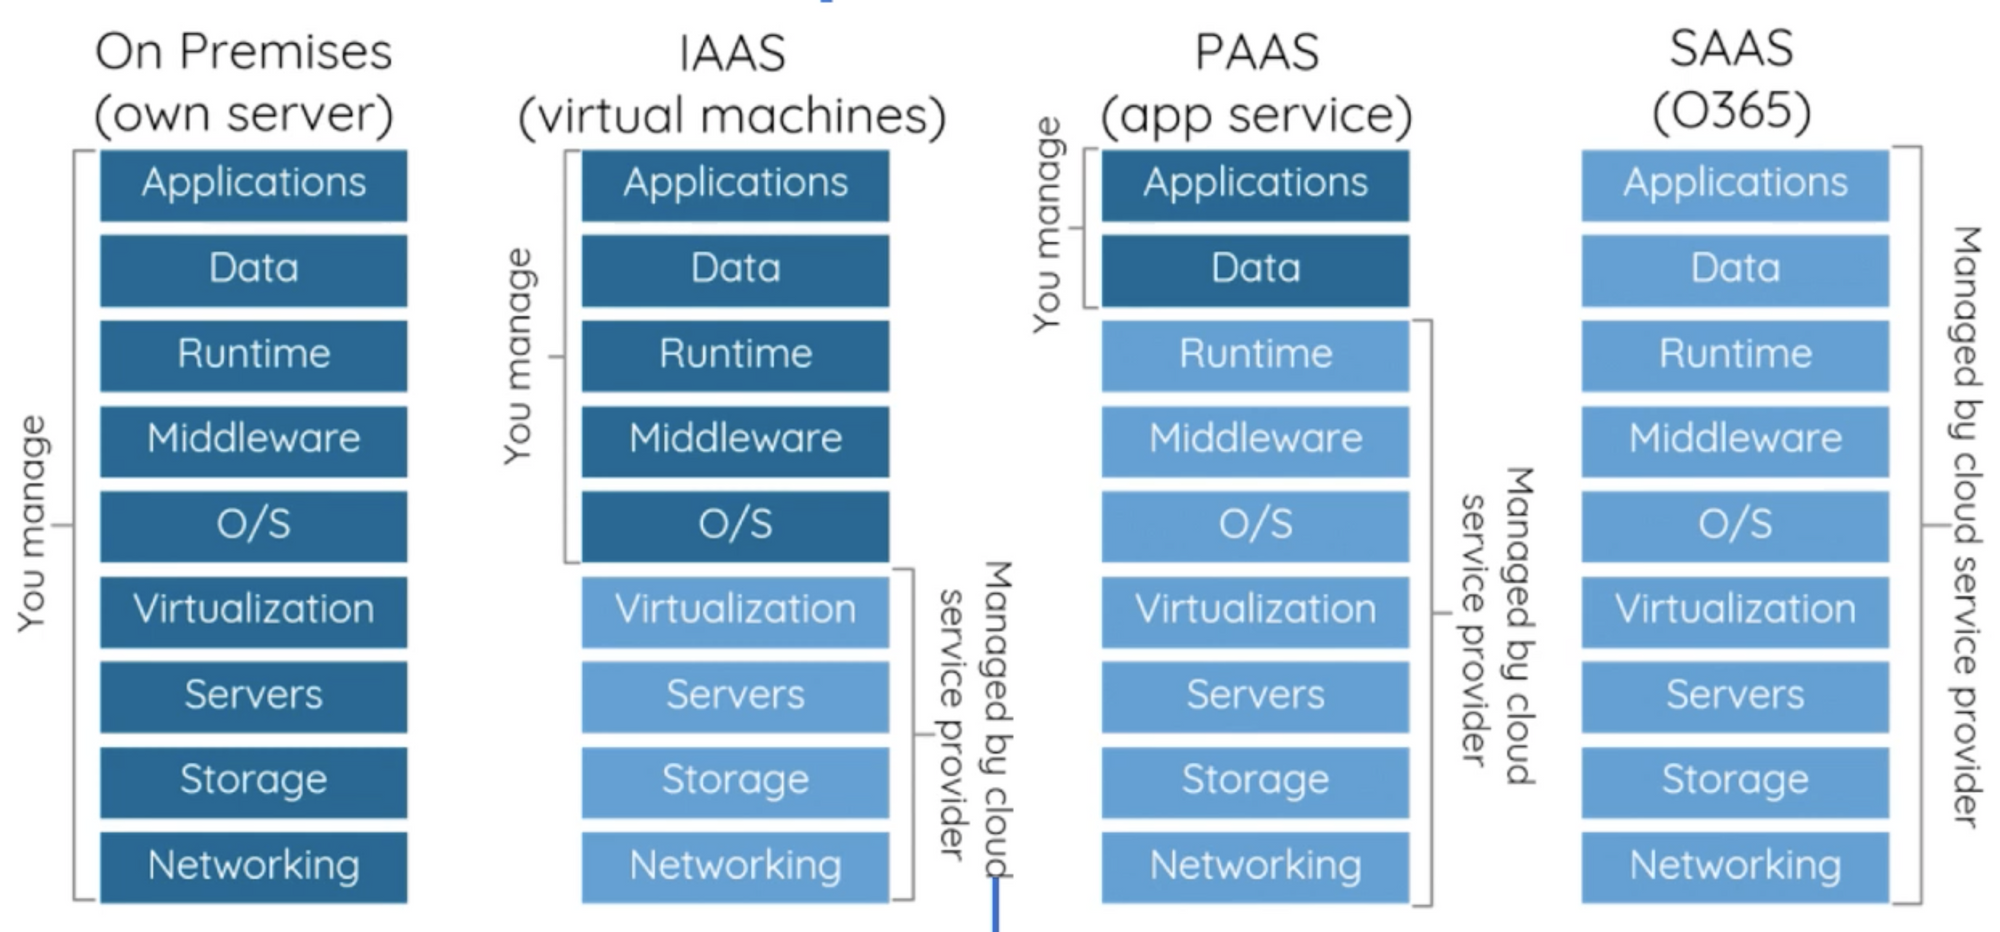 On Premises
(own server)
You manage
Applications
Data
Runtime
Middleware
O/S
Virtualization
Servers
Storage
Networking
IAAS
(virtual machines)
You manage
Applications
Data
Runtime
Middleware
O/S
Virtualization
Servers
Storage
Networking
Managed by cloud
service provider
PAAS
(app service)
You manage
Applications
Data
Runtime
Middleware
O/S
Virtualization
Servers
Storage
Networking
Managed by cloud
service provider
SAAS
(O365)
Applications
Data
Runtime
Middleware
O/S
Virtualization
Servers
Storage
Networking
Managed by cloud service provider